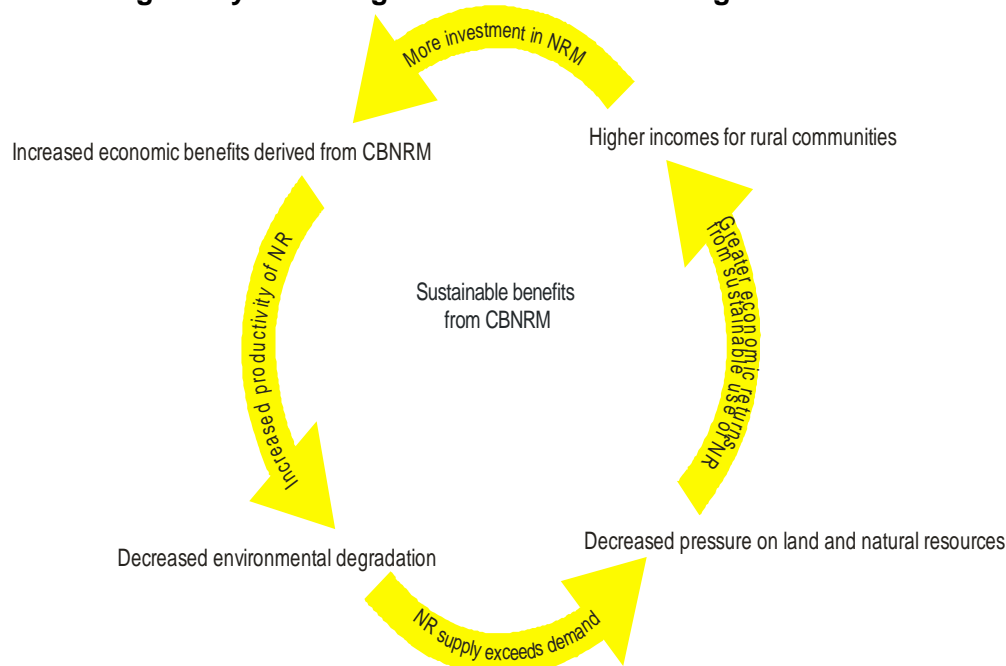 More investment in NRM
Increased economic benefits derived from CBNRM
Higher incomes for rural communities
Increased productivity of NR
Sustainable benefits
from CBNRM
Greater economic returns
from sustainable use of NR
Decreased environmental degradation
Decreased pressure on land and natural resources
NR supply exceeds demand